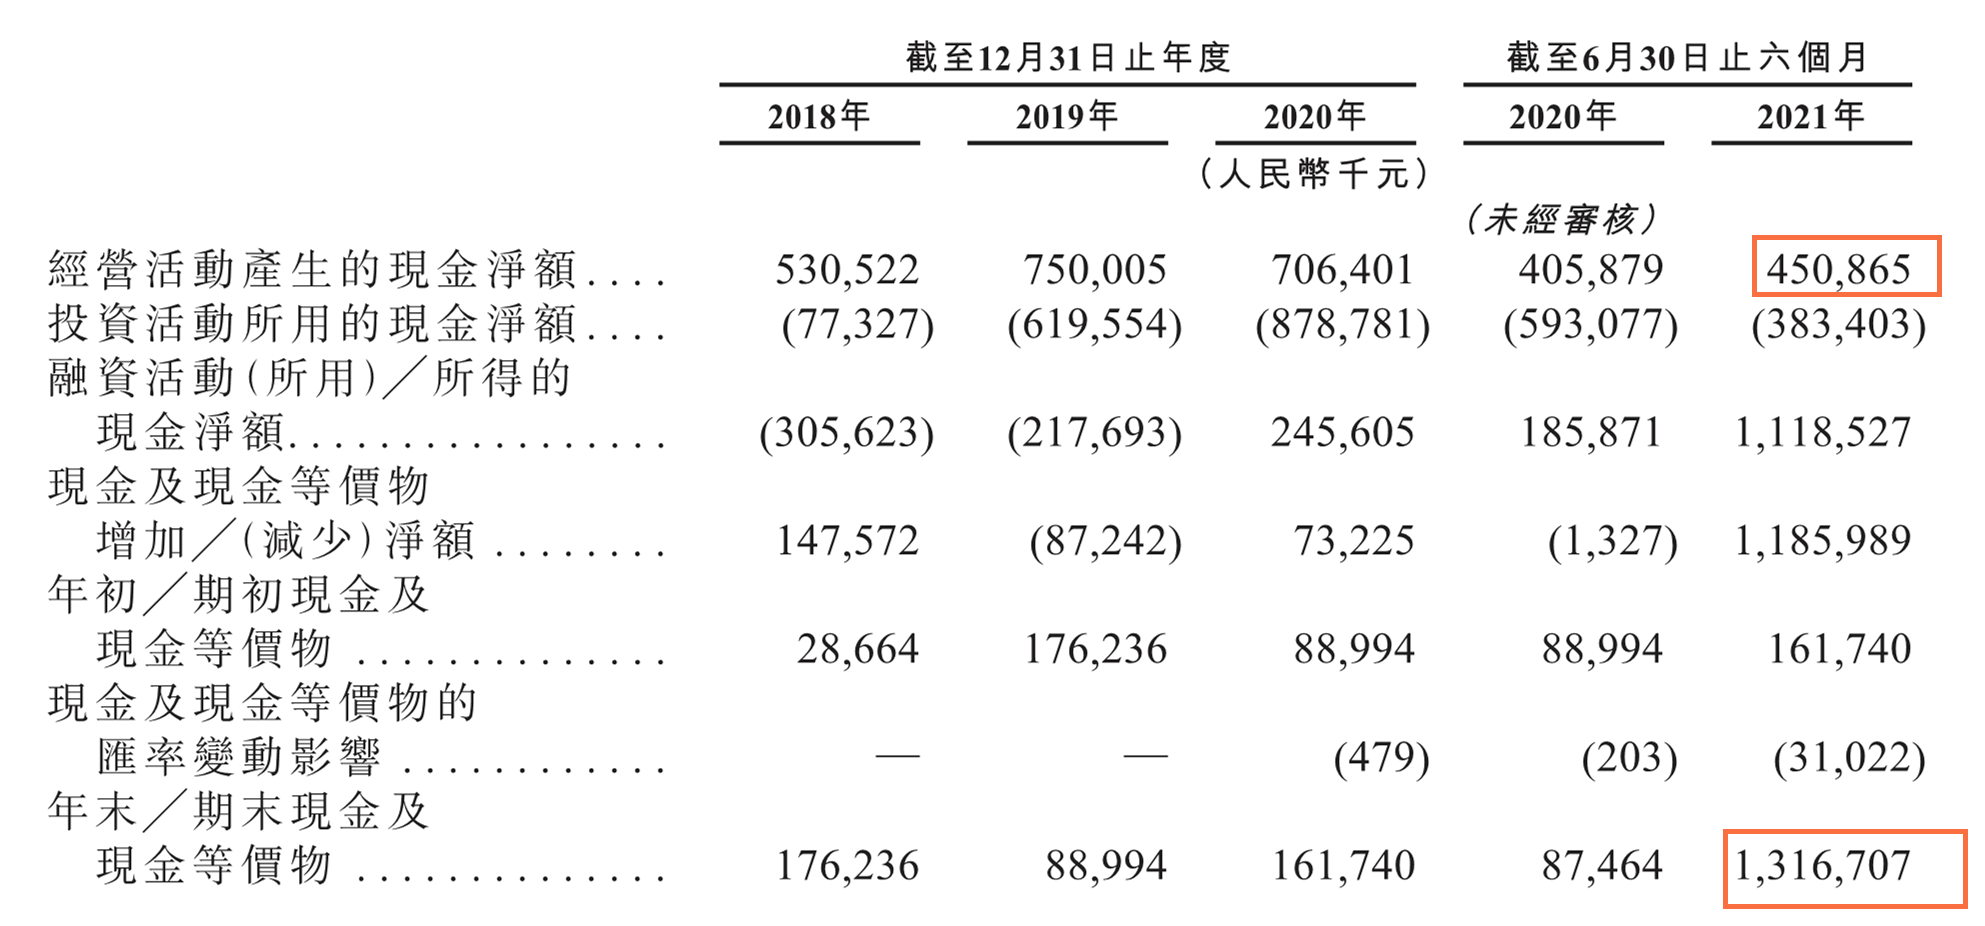 截至12月31日止年度 截至6月30日止六個月
2018年 2019年 2020年 2020年 2021年
(人民幣千元)
(未經審核)
經營活動產生的現金淨額.... 530,522 750,005 706,401 405,879 450,865
投資活動所用的現金淨額.... (77,327) (619,554) (878,781) (593,077) (383,403)
融資活動(所用)／所得的
現金淨額................. (305,623) (217,693) 245,605 185,871 1,118,527
現金及現金等價物
增加／(減少)淨額 ........ 147,572 (87,242) 73,225 (1,327) 1,185,989
年初／期初現金及
現金等價物 .............. 28,664 176,236 88,994 88,994 161,740
現金及現金等價物的
匯率變動影響 ............ — — (479) (203) (31,022)
年末／期末現金及
現金等價物 .............. 176,236 88,994 161,740 87,464 1,316,707